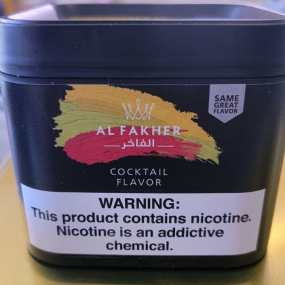 SAME
GREAT
FLAVOR
AL FAKHER
الفاخر
COCKTAIL
FLAVOR
WARNING:
This product contains nicotine.
Nicotine is an addictive
chemical.